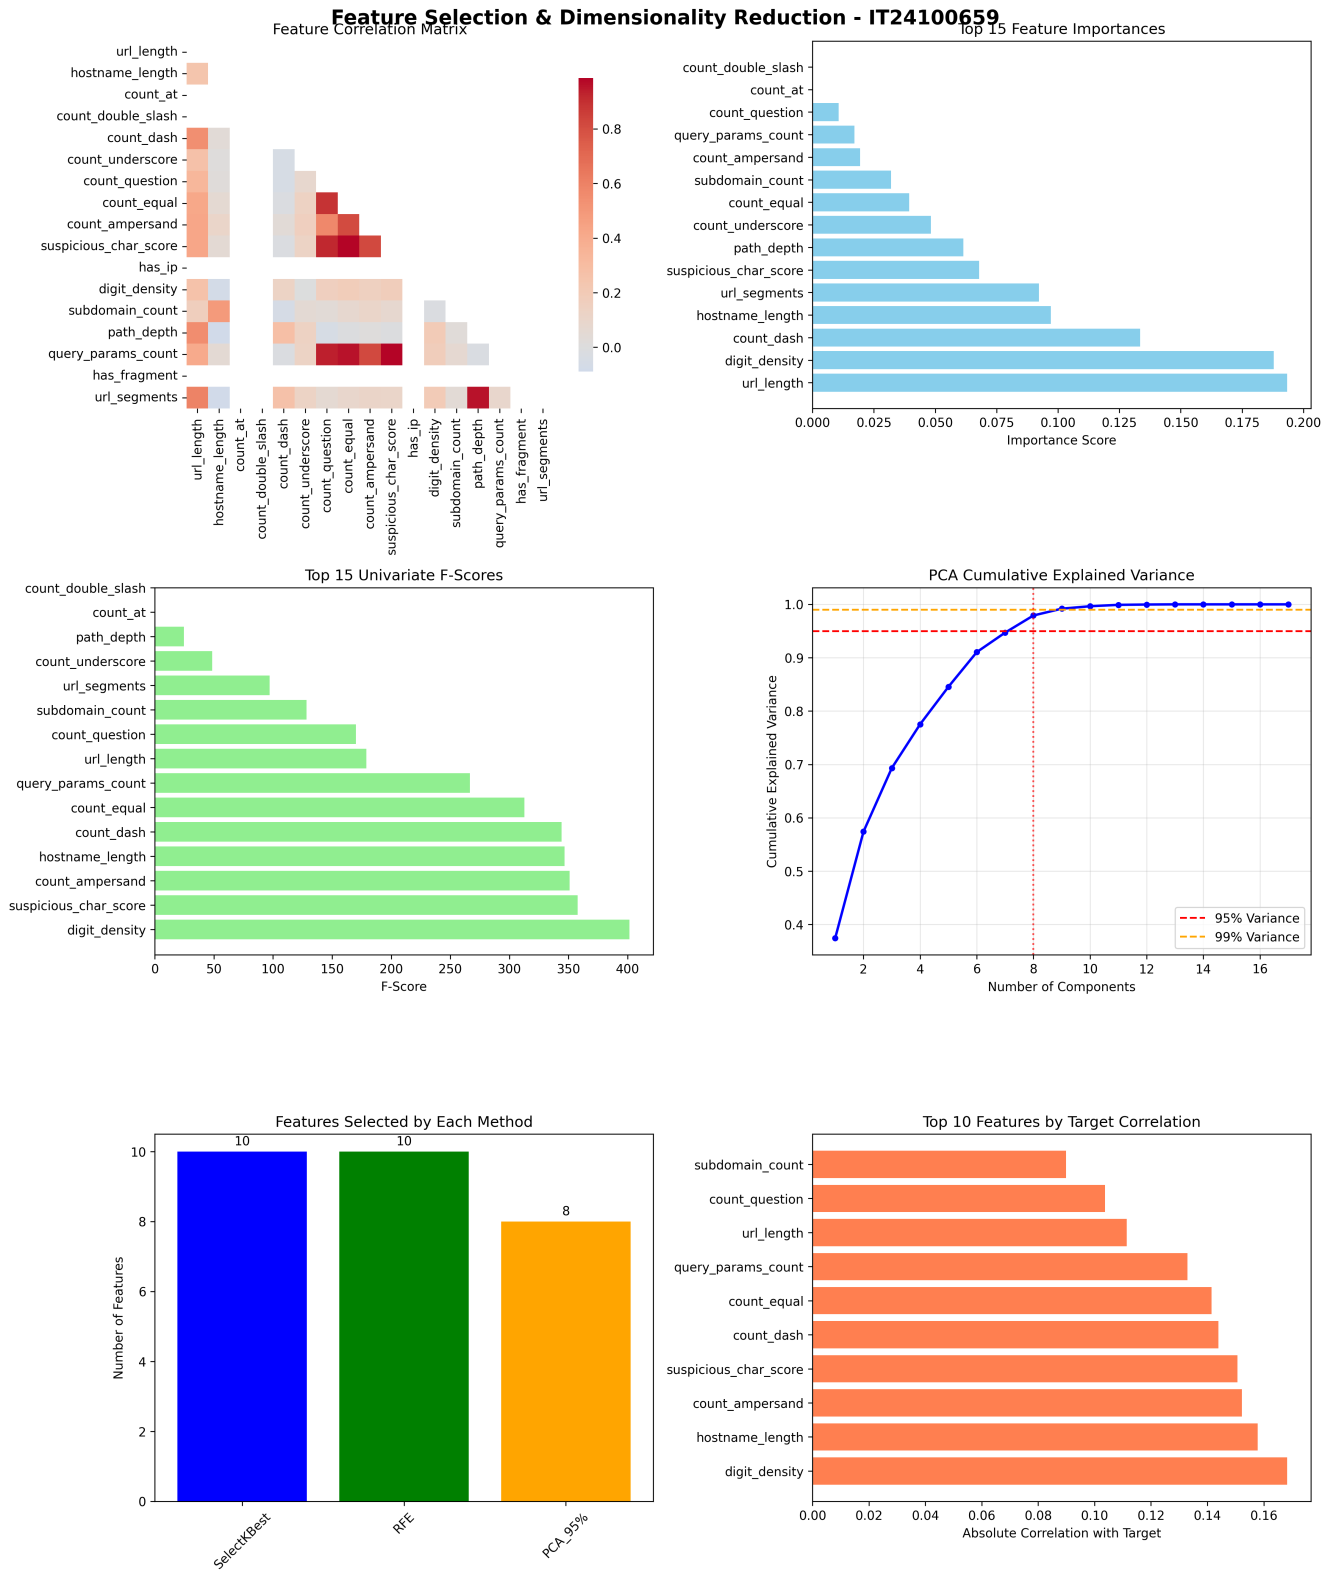 Feature Selection & Dimensionality Reduction - IT24100659
Feature Correlation Matrix
url_length
hostname_length
count_at
count_double_slash
count_dash
count_underscore
count_question
count_equal
count_ampersand
suspicious_char_score
has_ip
digit_density
subdomain_count
path_depth
query_params_count
has_fragment
url_segments
url_length
hostname_length
count_at
count_double_slash
count_dash
count_underscore
count_question
count_equal
count_ampersand
suspicious_char_score
has_ip
digit_density
subdomain_count
path_depth
query_params_count
has_fragment
url_segments
0.8
0.6
0.4
0.2
0.0
Top 15 Feature Importances
count_double_slash
count_at
count_question
query_params_count
count_ampersand
subdomain_count
count_equal
count_underscore
path_depth
suspicious_char_score
url_segments
hostname_length
count_dash
digit_density
url_length
0.000 0.025 0.050 0.075 0.100 0.125 0.150 0.175 0.200
Importance Score
Top 15 Univariate F-Scores
count_double_slash
count_at
path_depth
count_underscore
url_segments
subdomain_count
count_question
url_length
query_params_count
count_equal
count_dash
hostname_length
count_ampersand
suspicious_char_score
digit_density
0 50 100 150 200 250 300 350 400
F-Score
PCA Cumulative Explained Variance
Cumulative Explained Variance
1.0
0.9
0.8
0.7
0.6
0.5
0.4
95% Variance
99% Variance
2 4 6 8 10 12 14 16
Number of Components
Features Selected by Each Method
Number of Features
10
8
6
4
2
0
10
10
8
SelectKBest
RFE
PCA_95%
Top 10 Features by Target Correlation
subdomain_count
count_question
url_length
query_params_count
count_equal
count_dash
suspicious_char_score
count_ampersand
hostname_length
digit_density
0.00 0.02 0.04 0.06 0.08 0.10 0.12 0.14 0.16
Absolute Correlation with Target